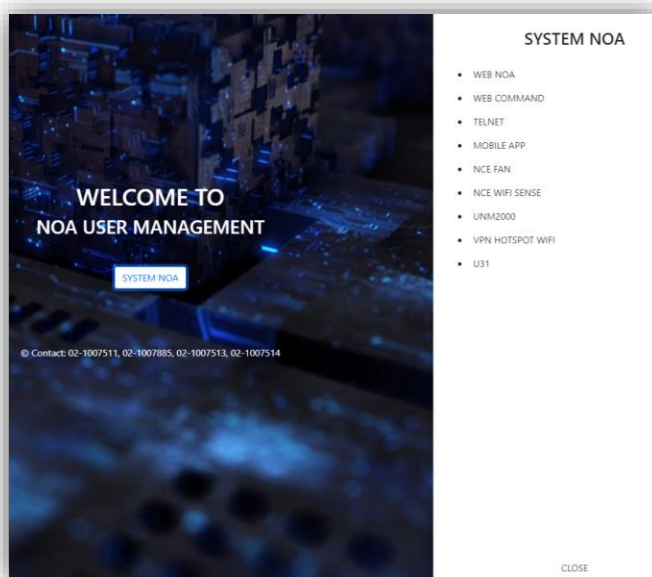 WELCOME TO
NOA USER MANAGEMENT
SYSTEM NOA
© Contact: 02-1007511, 02-1007885, 02-1007513, 02-1007514
SYSTEM NOA
WEB NOA
WEB COMMAND
TELNET
MOBILE APP
NCE FAN
NCE WIFI SENSE
UNM2000
VPN HOTSPOT WIFI
U31
CLOSE